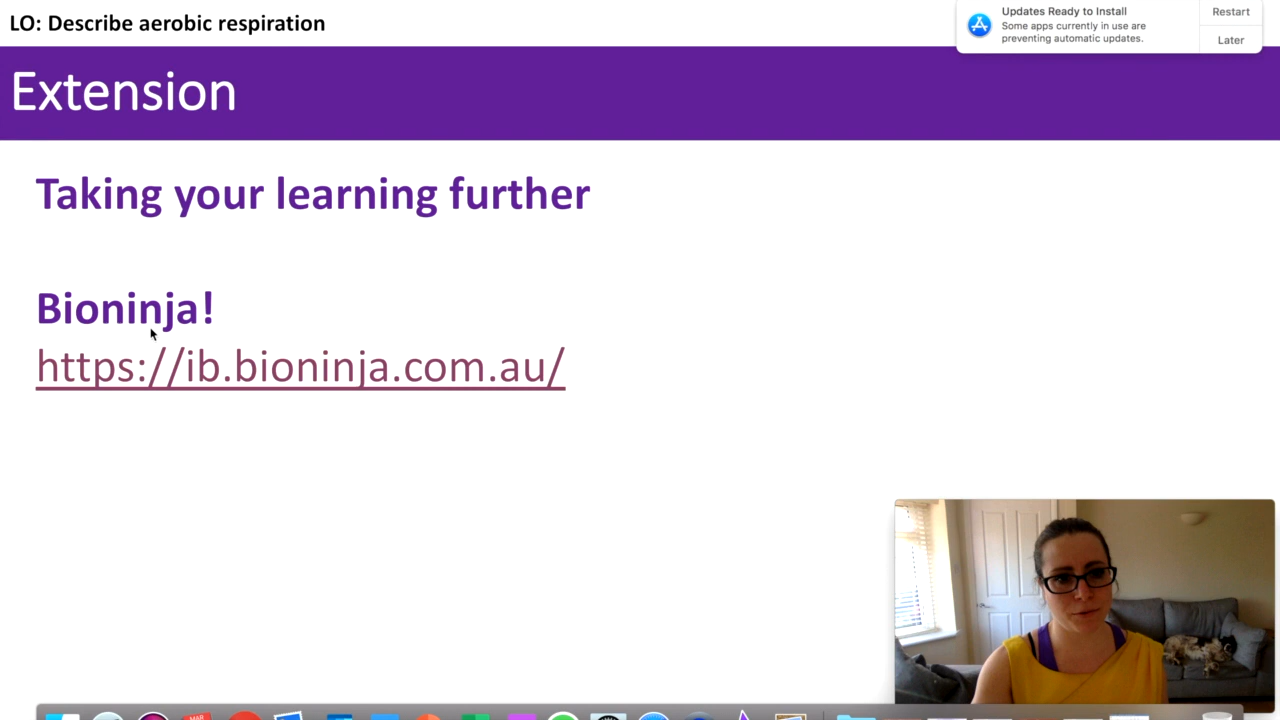 LO: Describe aerobic respiration
Updates Ready to Install
Some apps currently in use are
preventing automatic updates.
Restart
Later
Extension
Taking your learning further
Bioninja!
https://ib.bioninja.com.au/
MAR